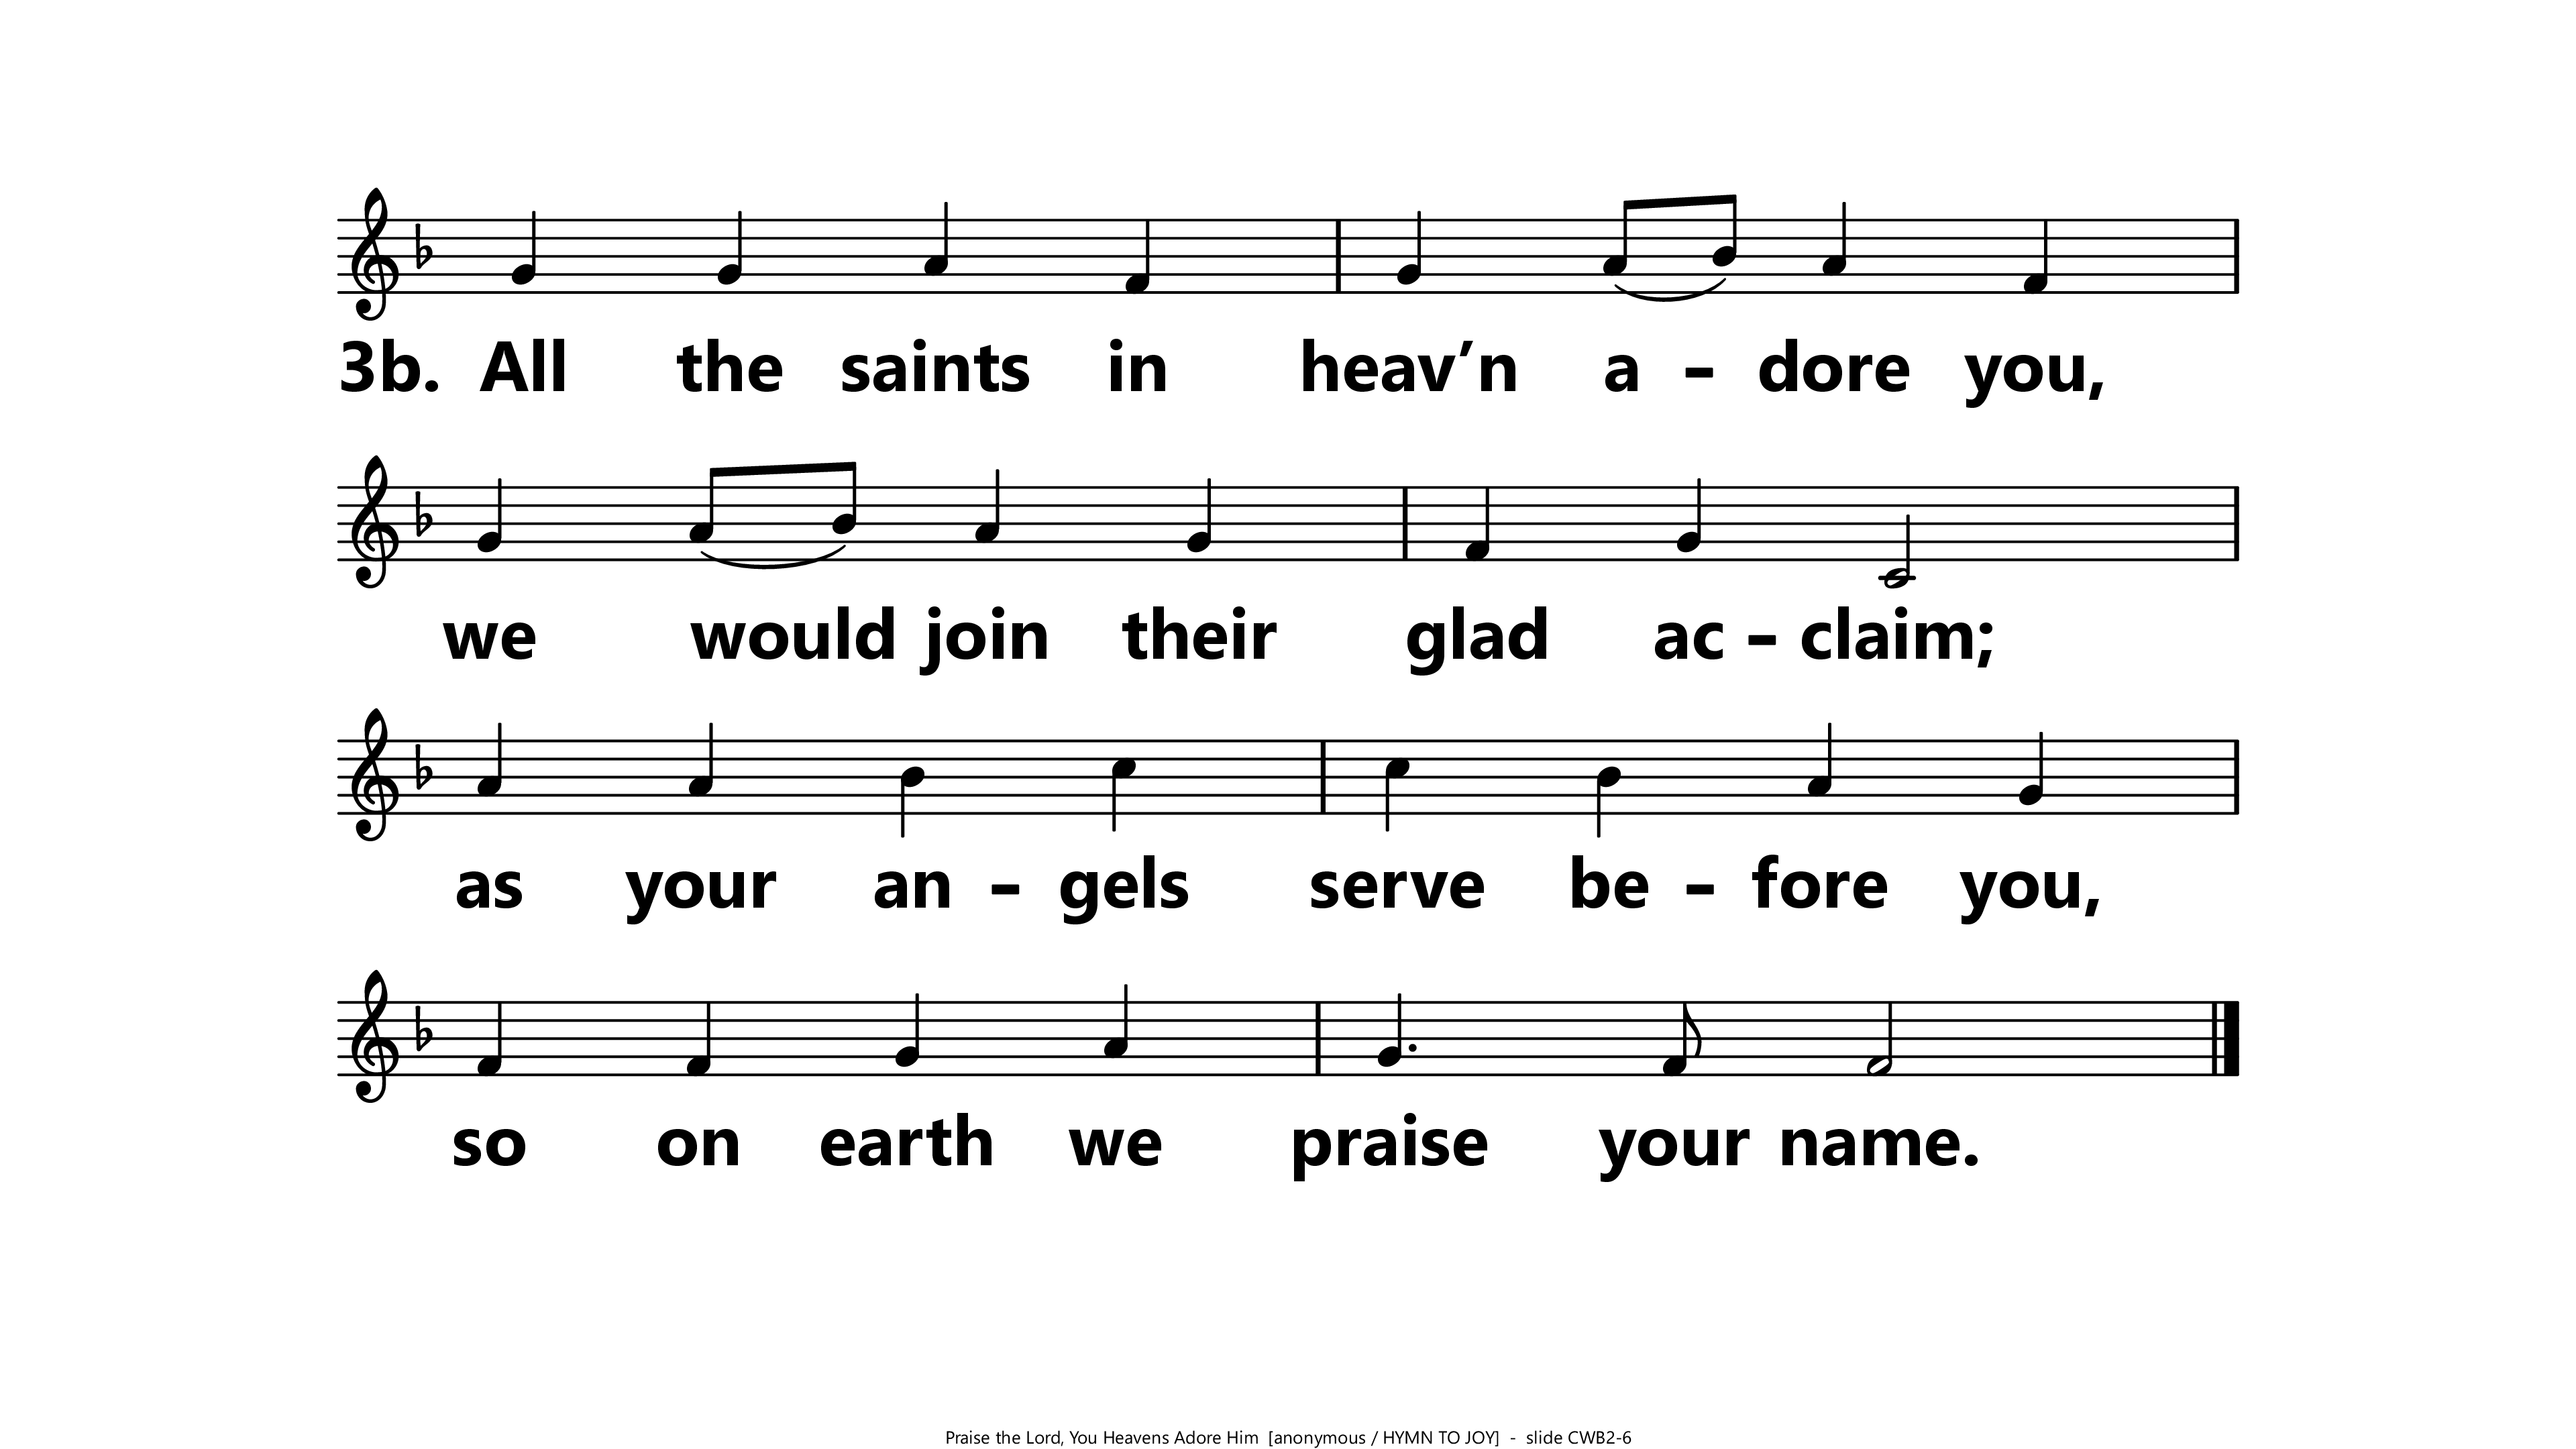 3b. All the saints in heav’n a – dore you,
we would join their glad ac – claim;
as your an – gels serve be – fore you,
so on earth we praise your name.
Praise the Lord, You Heavens Adore Him [anonymous / HYMN TO JOY] - slide CWB2-6